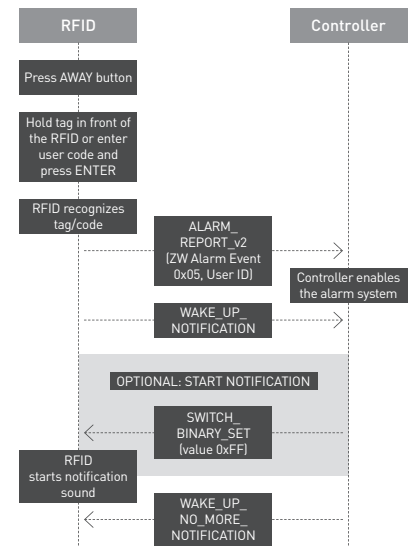 RFID
Controller
Press AWAY button
Hold tag in front of
the RFID or enter
user code and
press ENTER
RFID recognizes
tag/code
ALARM_
REPORT_v2
(ZW Alarm Event
0x05, User ID)
Controller enables
the alarm system
WAKE_UP_
NOTIFICATION
OPTIONAL: START NOTIFICATION
SWITCH_
BINARY_SET
(value 0xFF)
RFID
starts notification
sound
WAKE_UP_
NO_MORE_
NOTIFICATION